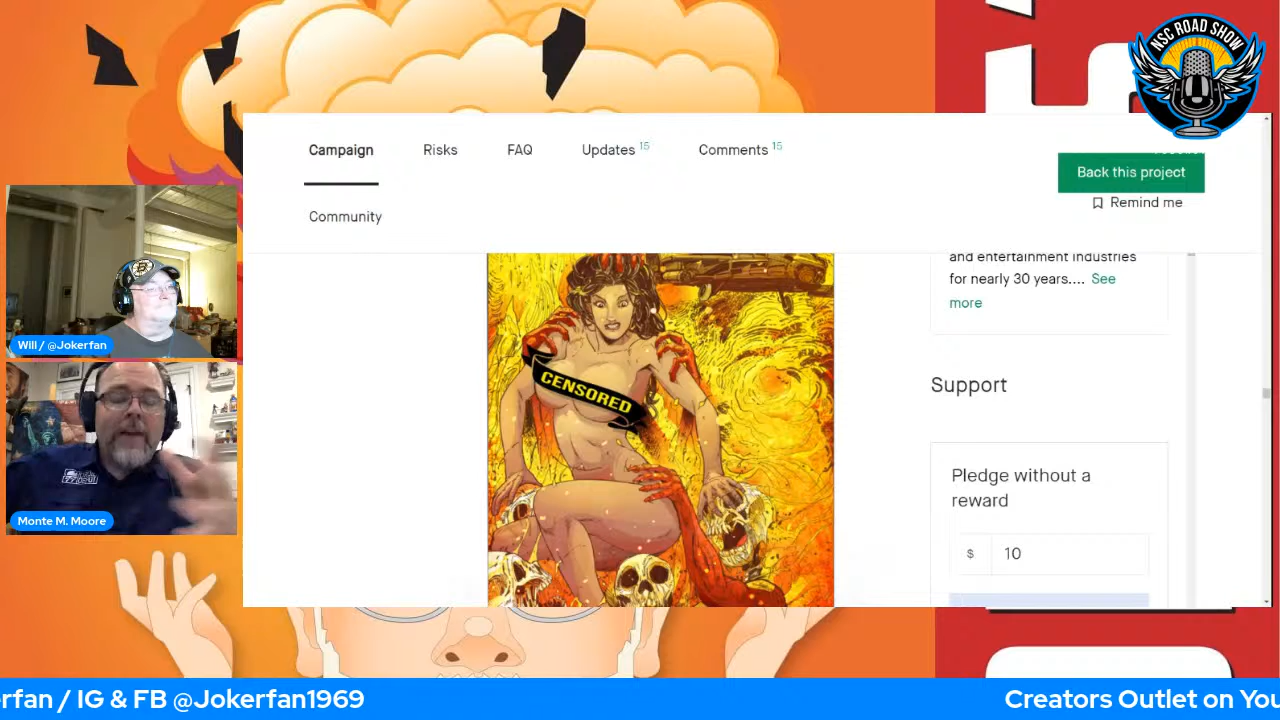 NSC ROAD SHOW
Campaign
Risks
FAQ
Updates 15
Comments 15
Back this project
Remind me
Community
and entertainment industries
for nearly 30 years.... See
more
CENSORED
Support
Pledge without a
reward
$ 10
Will / @Jokerfan
Monte M. Moore
erfan / IG & FB @Jokerfan1969
Creators Outlet on You